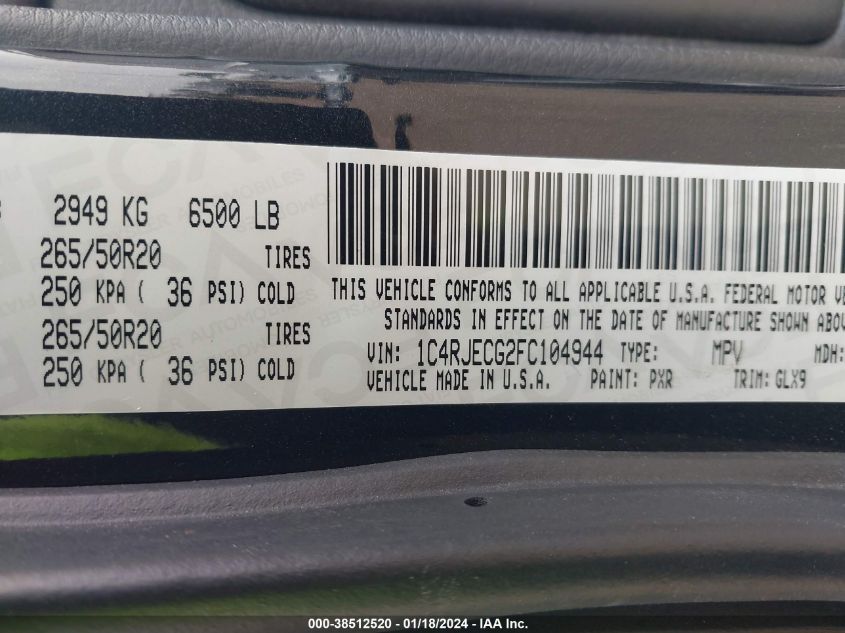 2949 KG 6500 LB
265/50R20 TIRES
250 KPA ( 36 PSI) COLD
265/50R20 TIRES
250 KPA ( 36 PSI) COLD
THIS VEHICLE CONFORMS TO ALL APPLICABLE U.S.A. FEDERAL MOTOR
STANDARDS IN EFFECT ON THE DATE OF MANUFACTURE SHOWN
VIN: 1C4RJECG2FC104944 TYPE: MPV MDH:
VEHICLE MADE IN U.S.A. PAINT: PXR TRIM: GLX9
000-38512520 - 01/18/2024 - IAA Inc.